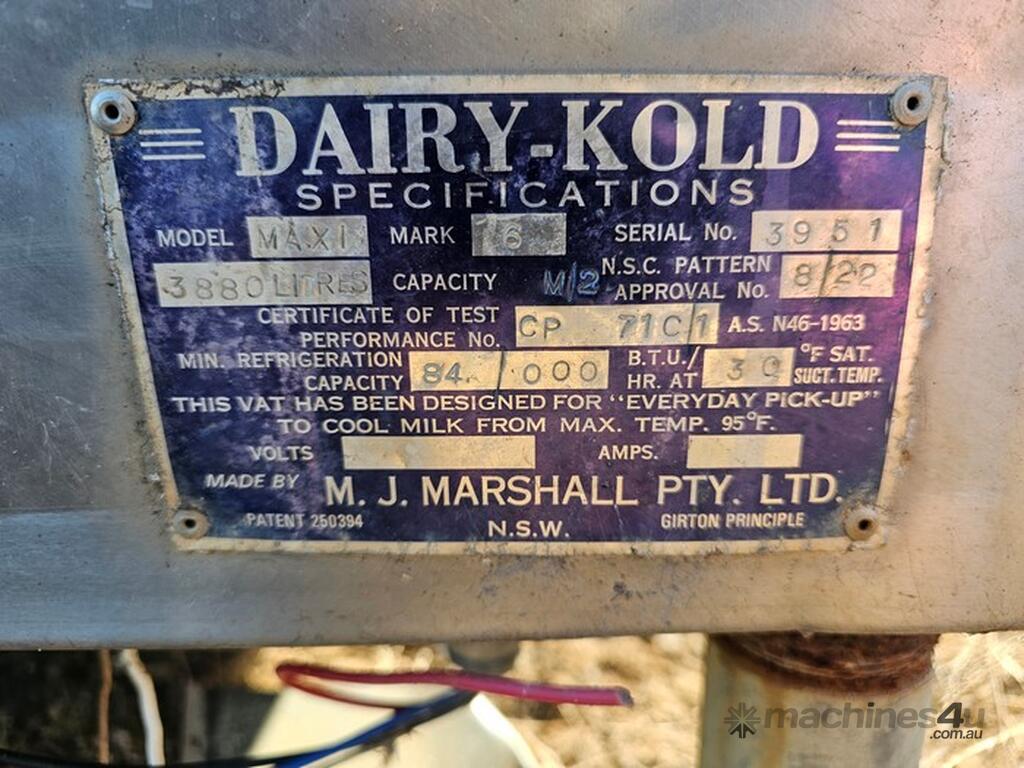 DAIRY-KOLD
SPECIFICATIONS
MODEL MAXI MARK 6 SERIAL No. 3951
3880 LITRES CAPACITY M/2 N.S.C. PATTERN APPROVAL No. 8/22
CERTIFICATE OF TEST
PERFORMANCE No. CP 71C/1 A.S. N46-1963
MIN. REFRIGERATION CAPACITY 84/000 B.T.U./HR. AT 30 °F SAT. SUCT. TEMP.
THIS VAT HAS BEEN DESIGNED FOR "EVERYDAY PICK-UP"
TO COOL MILK FROM MAX. TEMP. 95°F.
VOLTS AMPS.
MADE BY M. J. MARSHALL PTY. LTD.
PATENT 250394 N.S.W. GIRTON PRINCIPLE
machines4u
.com.au